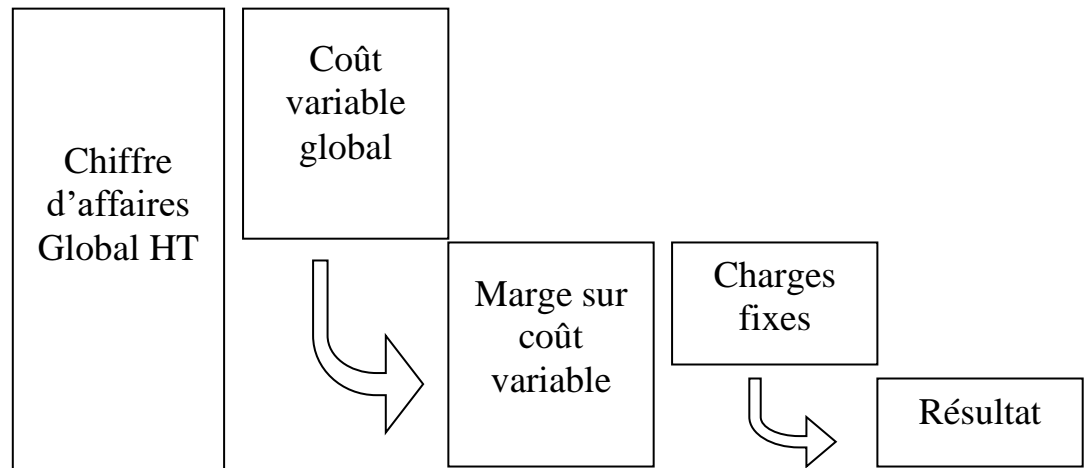 Chiffre
d’affaires
Global HT
Coût
variable
global
Marge sur
coût
variable
Charges
fixes
Résultat